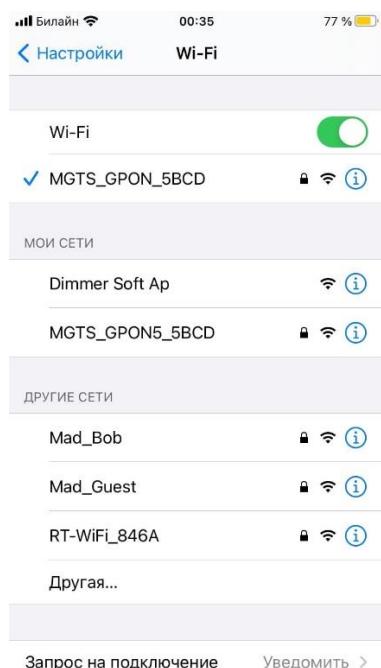 Билайн 00:35 77 %
Настройки Wi-Fi
Wi-Fi
MGTS_GPON_5BCD
МОИ СЕТИ
Dimmer Soft Ap
MGTS_GPON5_5BCD
ДРУГИЕ СЕТИ
Mad_Bob
Mad_Guest
RT-WiFi_846A
Другая...
Запрос на подключение Уведомить